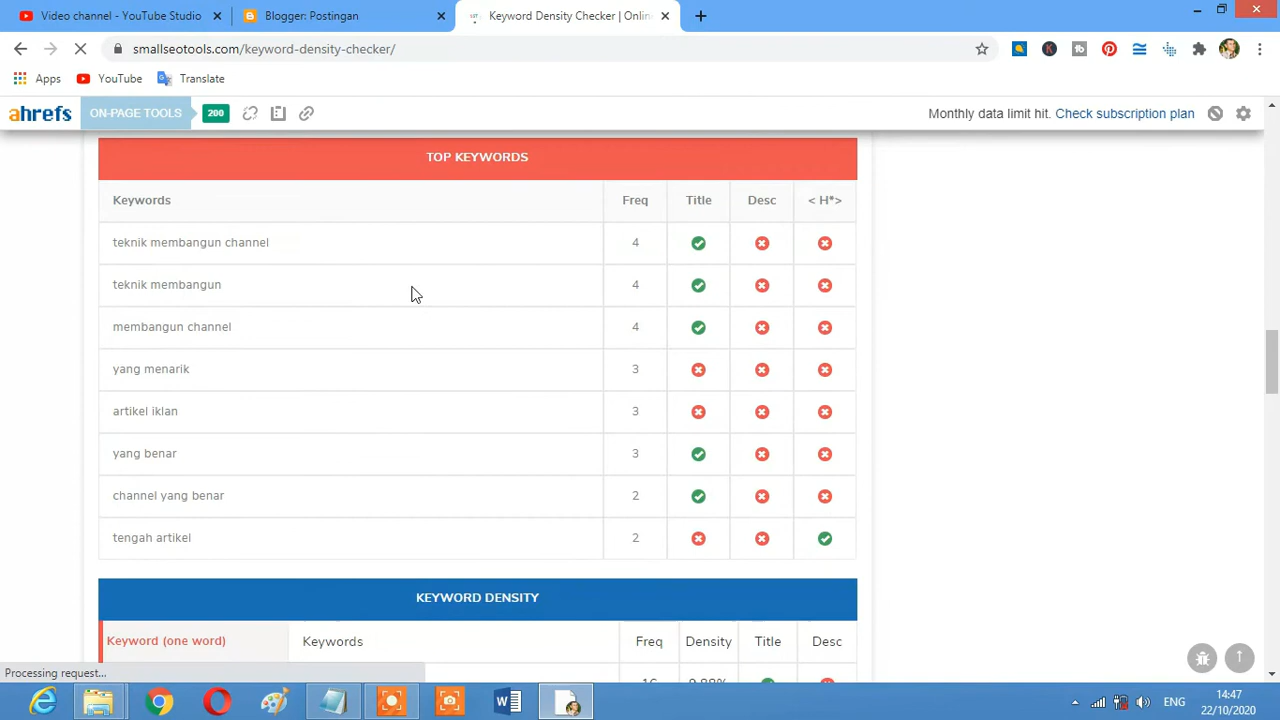 Video channel - YouTube Studio
Blogger: Postingan
Keyword Density Checker | Online
smallseotools.com/keyword-density-checker/
Apps YouTube Translate
ahrefs ON-PAGE TOOLS 200 Monthly data limit hit. Check subscription plan
TOP KEYWORDS
Keywords Freq Title Desc < H*>
teknik membangun channel 4
teknik membangun 4
membangun channel 4
yang menarik 3
artikel iklan 3
yang benar 3
channel yang benar 2
tengah artikel 2
KEYWORD DENSITY
Keyword (one word) Keywords Freq Density Title Desc
Processing request...
ENG
14:47
22/10/2020